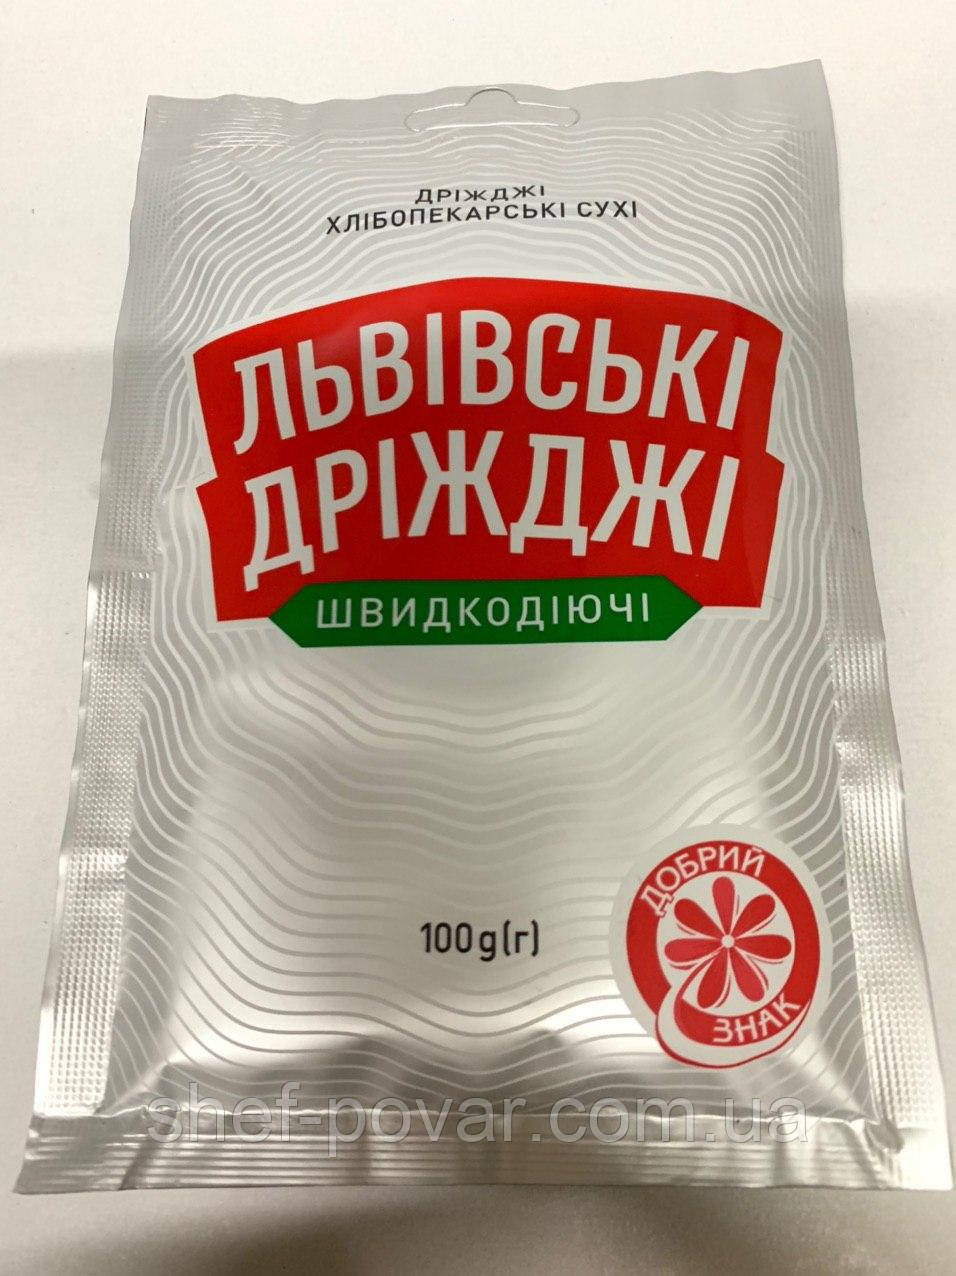 ДРІЖДЖІ
ХЛІБОПЕКАРСЬКІ СУХІ
ЛЬВІВСЬКІ
ДРІЖДЖІ
ШВИДКОДІЮЧІ
100g(г)
ДОБРИЙ
ЗНАК
shef-povar.com.ua